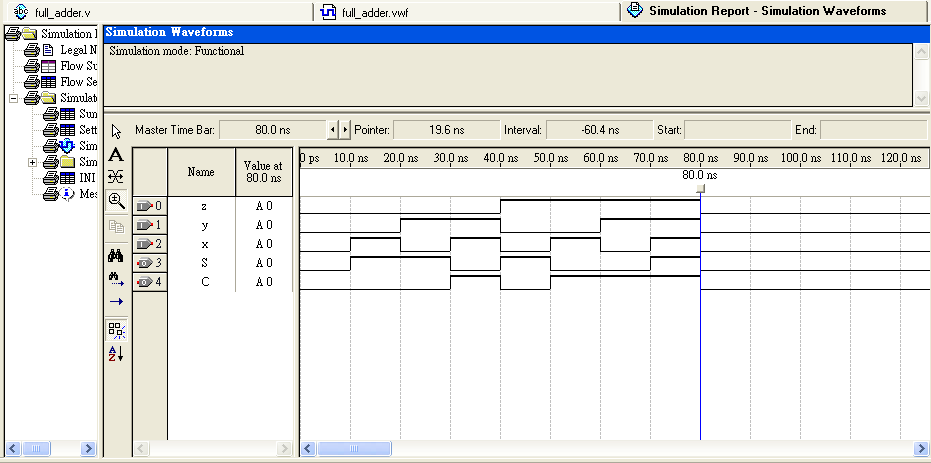 full_adder.v full_adder.vwf Simulation Report - Simulation Waveforms
Simulation Waveforms
Simulation mode: Functional
Simulation
Legal N
Flow Su
Flow Se
Simulat
Sum
Sett
Sim
Sim
INI
Mes
Master Time Bar: 80.0 ns Pointer: 19.6 ns Interval: -60.4 ns Start: End:
Name Value at 80.0 ns
0 ps 10.0 ns 20.0 ns 30.0 ns 40.0 ns 50.0 ns 60.0 ns 70.0 ns 80.0 ns 90.0 ns 100.0 ns 110.0 ns 120.0 ns
80.0 ns
0 z A 0
1 y A 0
2 x A 0
3 S A 0
4 C A 0